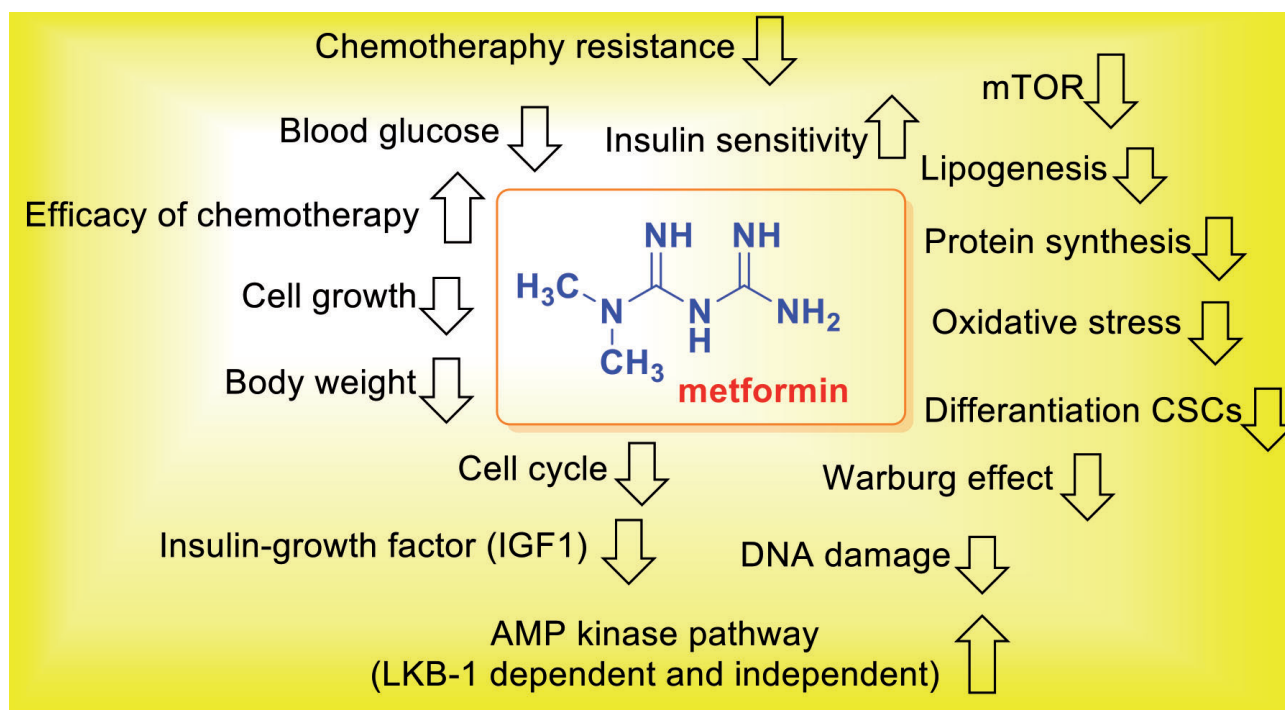 Chemotheraphy resistance
mTOR
Blood glucose
Insulin sensitivity
Lipogenesis
Efficacy of chemotherapy
NH NH
Protein synthesis
Cell growth
H₃C
N
N
H
NH₂
Oxidative stress
CH₃
Body weight
metformin
Differantiation CSCs
Cell cycle
Warburg effect
Insulin-growth factor (IGF1)
DNA damage
AMP kinase pathway
(LKB-1 dependent and independent)